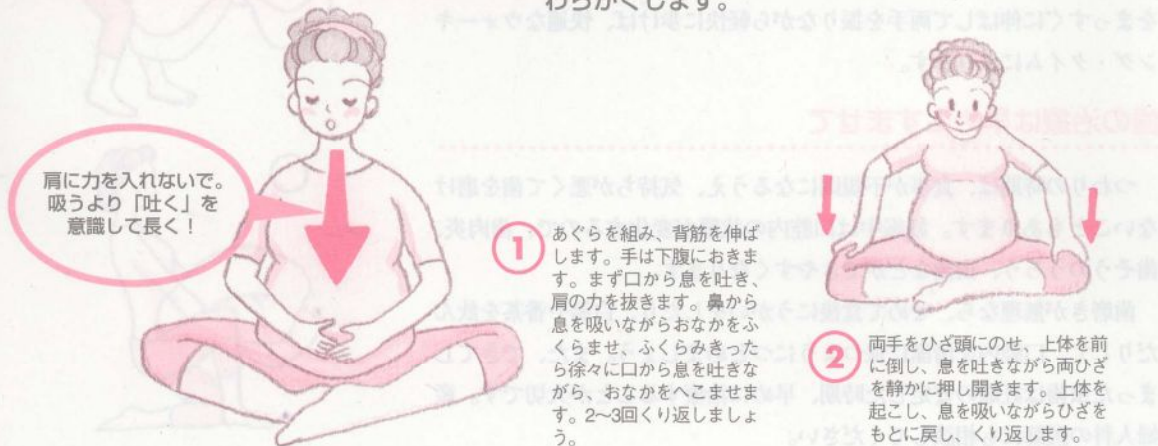 わらかくします。
肩に力を入れないで。
吸うより「吐く」を
意識して長く！
1
あぐらを組み、背筋を伸ば
します。手は下腹におきま
す。まず口から息を吐き、
肩の力を抜きます。鼻から
息を吸いながらおなかをふ
くらませ、ふくらみきった
ら徐々に口から息を吐きな
がら、おなかをへこませま
す。2〜3回くり返しましょ
う。
2
両手をひざ頭にのせ、上体を前
に倒し、息を吐きながら両ひざ
を静かに押し開きます。上体を
起こし、息を吸いながらひざを
もとに戻し、くり返します。